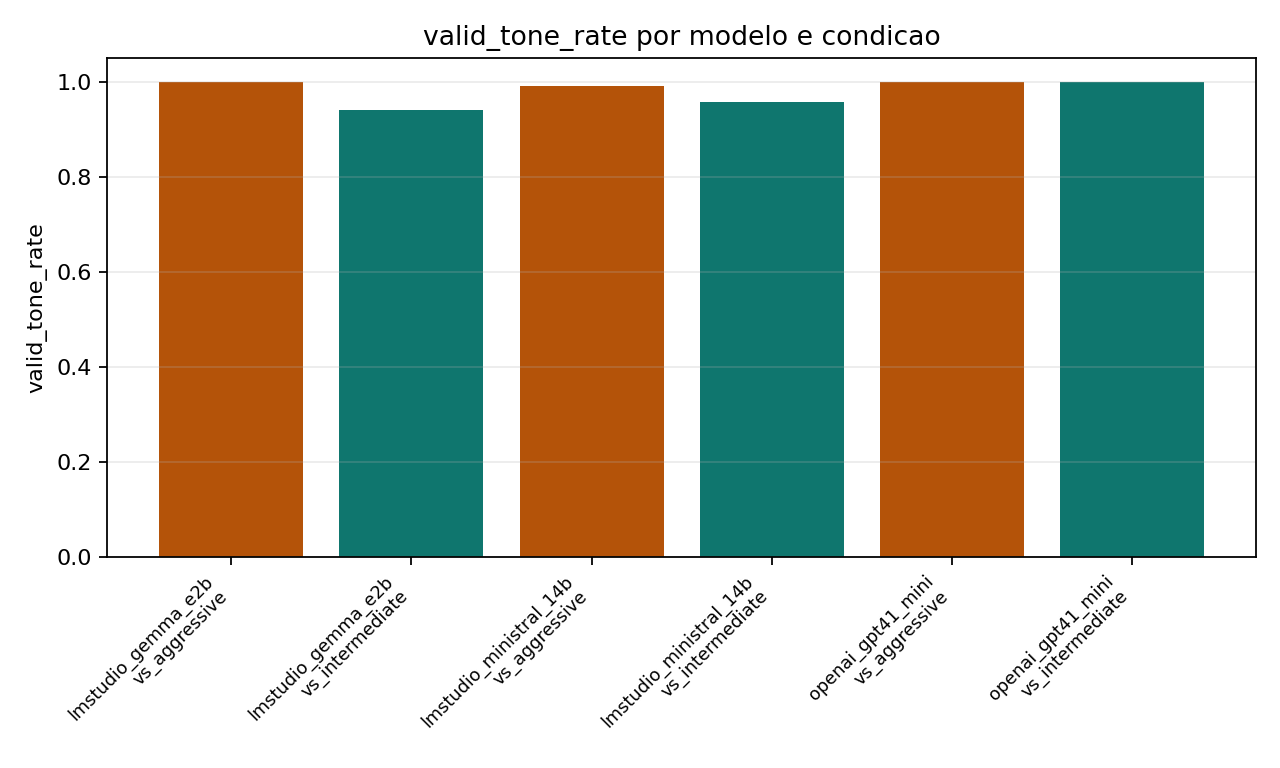 valid_tone_rate por modelo e condicao
valid_tone_rate
1.0
0.8
0.6
0.4
0.2
0.0
lmstudio_gemma_e2b
vs_aggressive
lmstudio_gemma_e2b
vs_intermediate
lmstudio_ministral_14b
vs_aggressive
lmstudio_ministral_14b
vs_intermediate
openai_gpt41_mini
vs_aggressive
openai_gpt41_mini
vs_intermediate